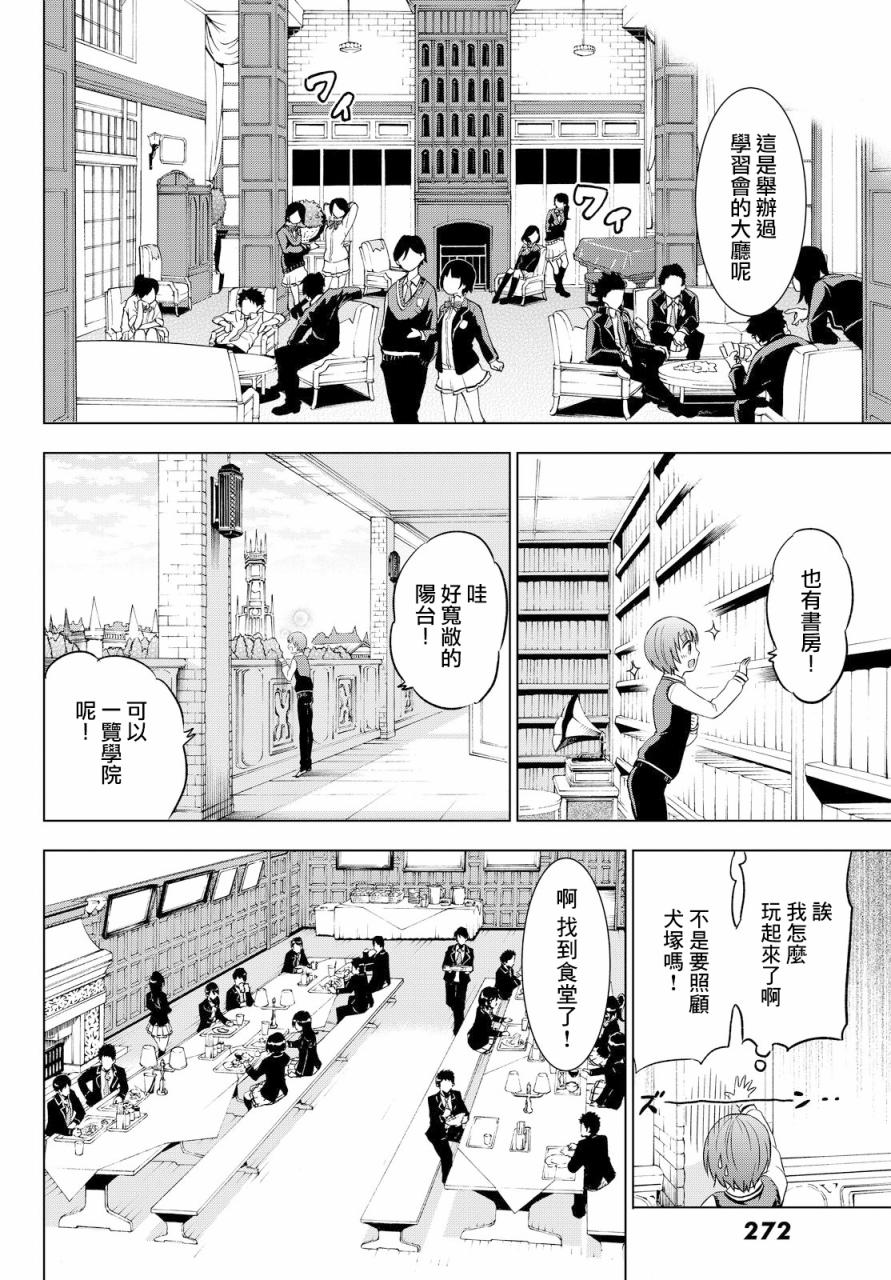 這是舉辦過
學習會的大廳呢
ワイ
ワイ
也有書房！
哇
好寬敞的
陽台！
可以
一覽學院
呢！
誒
我怎麼
玩起來了啊
不是要照顧
犬塚嗎！
ズーン‥
啊 找到食堂了！
272